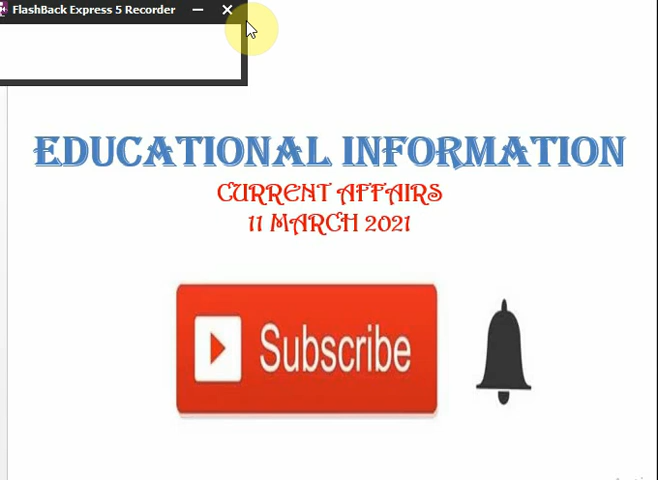 FlashBack Express 5 Recorder
EDUCATIONAL INFORMATION
CURRENT AFFAIRS
11 MARCH 2021
Subscribe